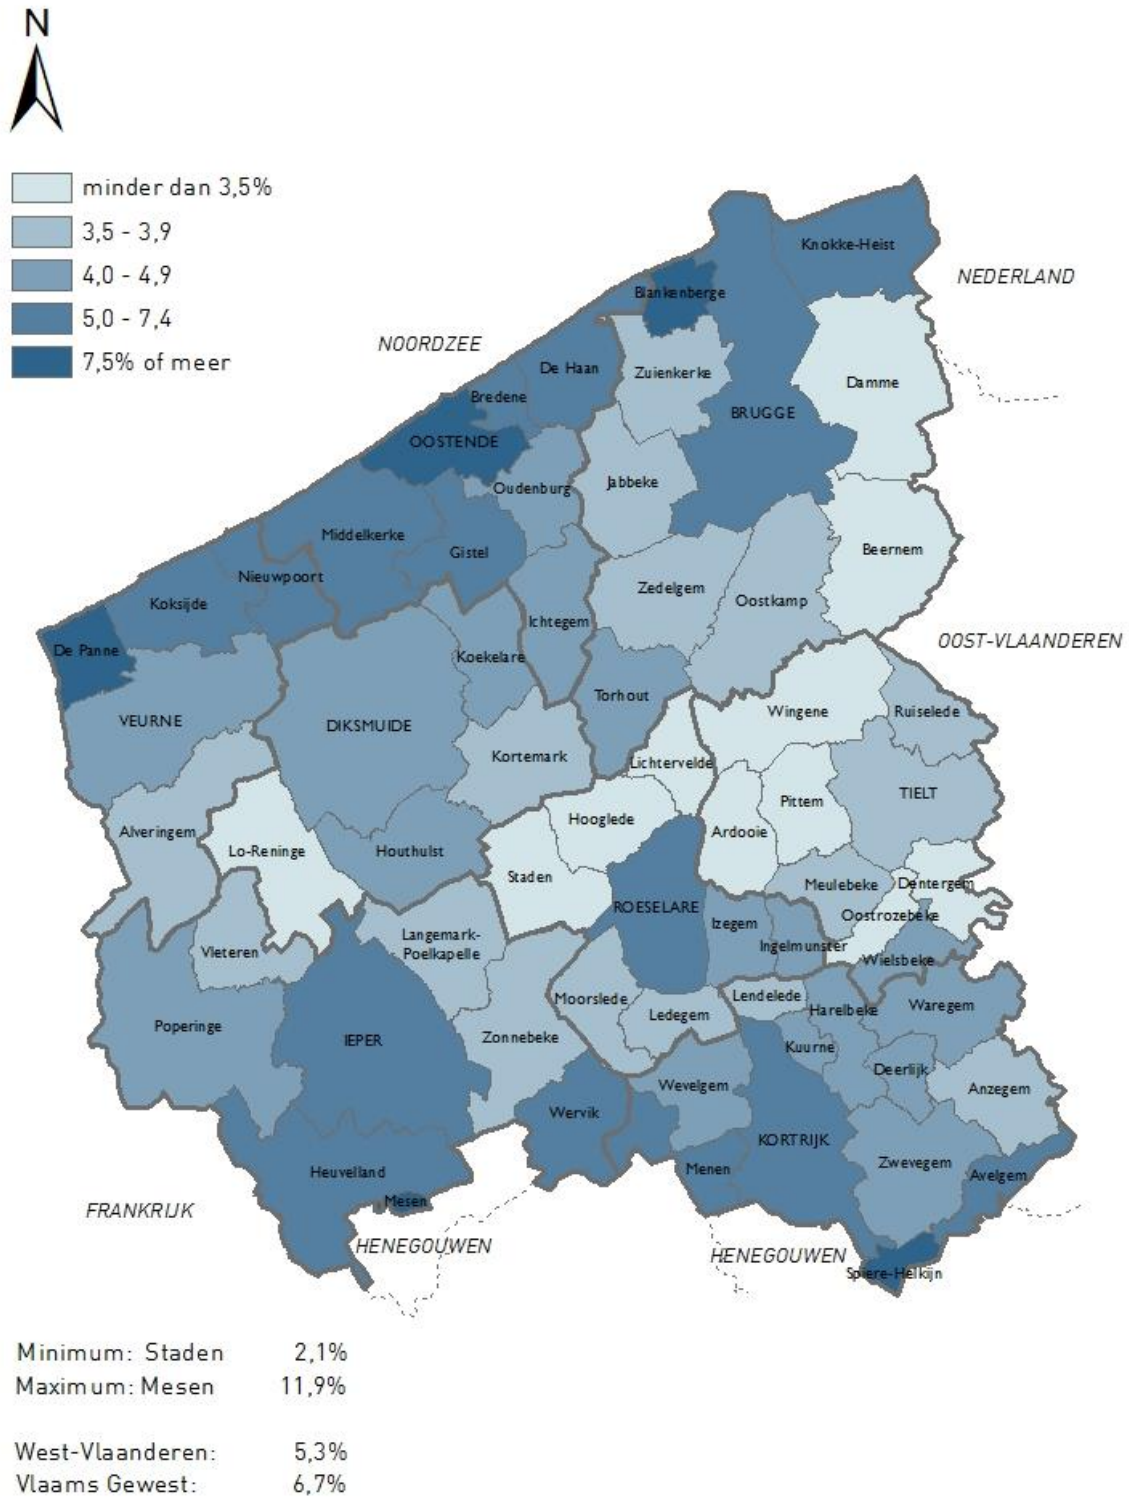 N
minder dan 3,5%
3,5 - 3,9
4,0 - 4,9
5,0 - 7,4
7,5% of meer
Knokke-Heist
NEDERLAND
Blankenberge
NOORDZEE
De Haan
Zuienkerke
Damme
Bredene
BRUGGE
OOSTENDE
Jabbeke
Oudenburg
Middelkerke
Gistel
Beernem
Nieuwpoort
Zedelgem
Koksijde
Oostkamp
Ichtegem
OOST-VLAANDEREN
De Panne
Koekelare
Torhout
VEURNE
DIKSMUIDE
Wingene
Ruiselede
Kortemark
Lichtervelde
TIELT
Pittem
Hooglede
Alveringem
Ardooie
Lo-Reninge
Houthulst
Staden
Meulebeke
Dentergem
ROESELARE
Oostrozebeke
Izegem
Langemark-
Poelkapelle
Ingelmunster
Vleteren
Wielsbeke
Moorslede
Lendelede
Waregem
Harelbeke
Ledegem
Poperinge
Zonnebeke
IEPER
Kuurne
Deerlijk
Wevelgem
Anzegem
Wervik
KORTRIJK
Zwevegem
Heuvelland
Menen
Avelgem
Mesen
FRANKRIJK
HENEGOUWEN
HENEGOUWEN
Spiere-Helkijn
Minimum: Staden 2,1%
Maximum: Mesen 11,9%
West-Vlaanderen: 5,3%
Vlaams Gewest: 6,7%